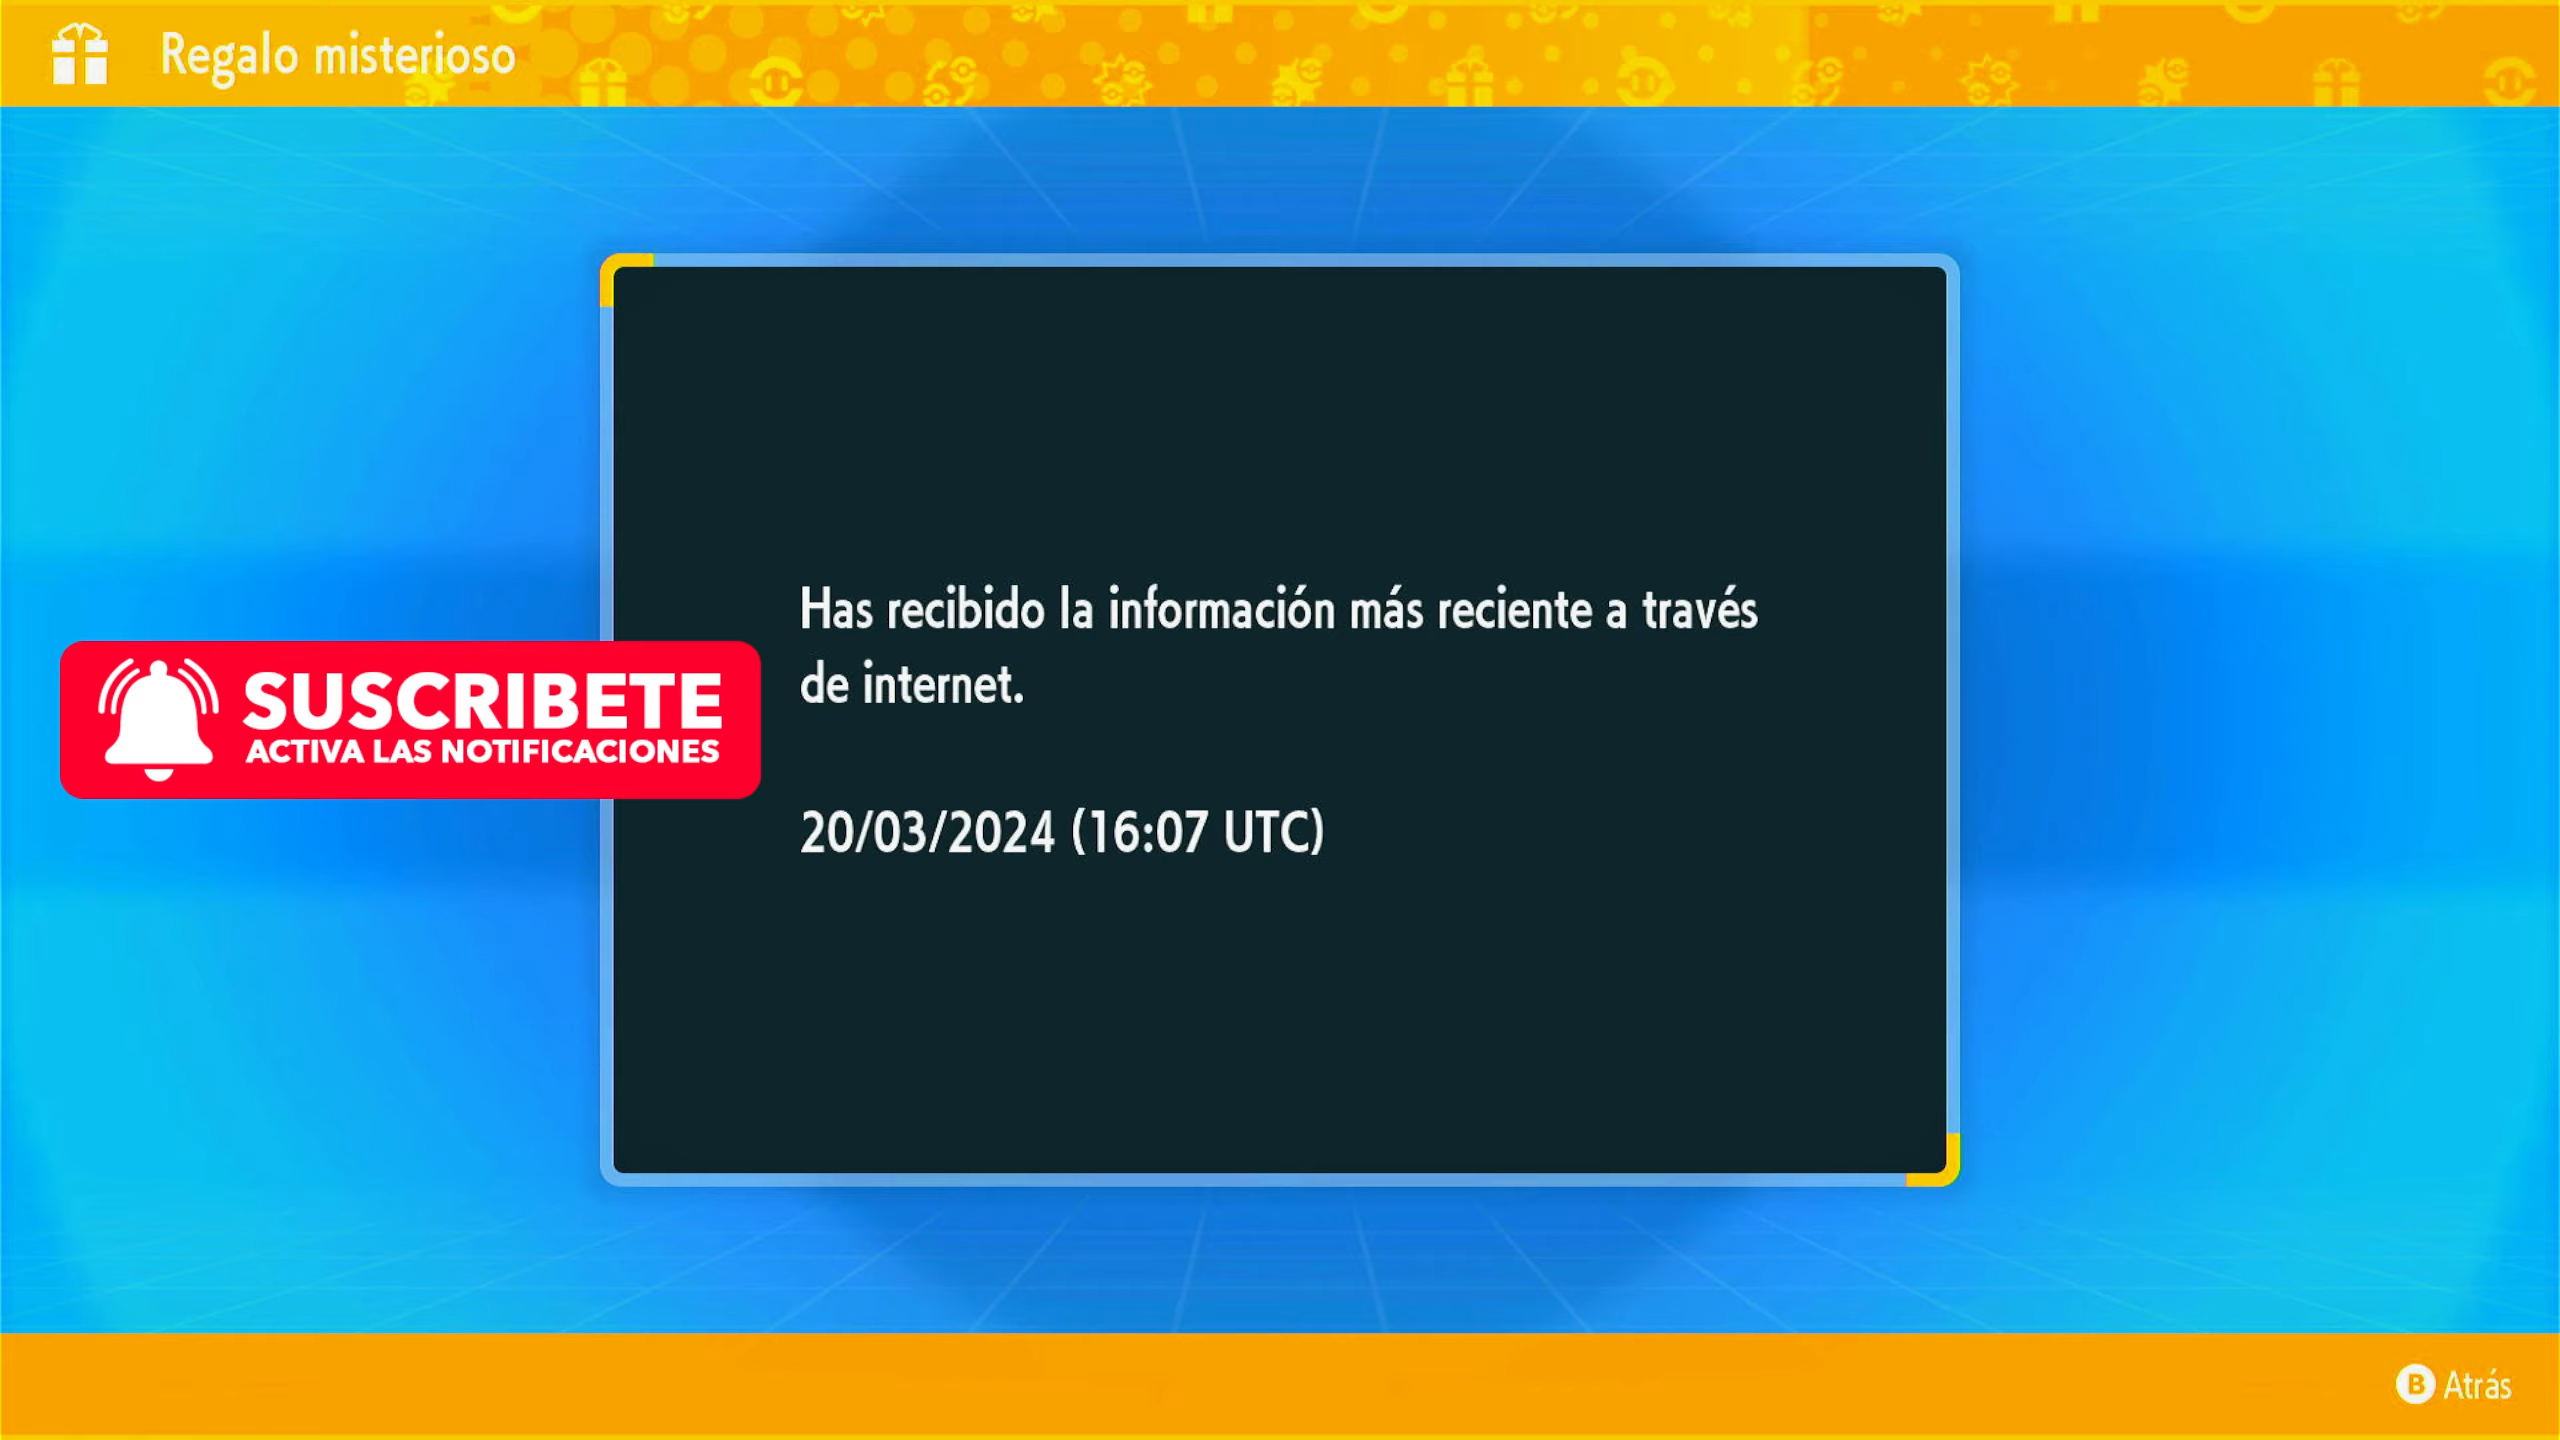 Regalo misterioso
Has recibido la información más reciente a través
de internet.
SUSCRIBETE
ACTIVA LAS NOTIFICACIONES
20/03/2024 (16:07 UTC)
B Atrás